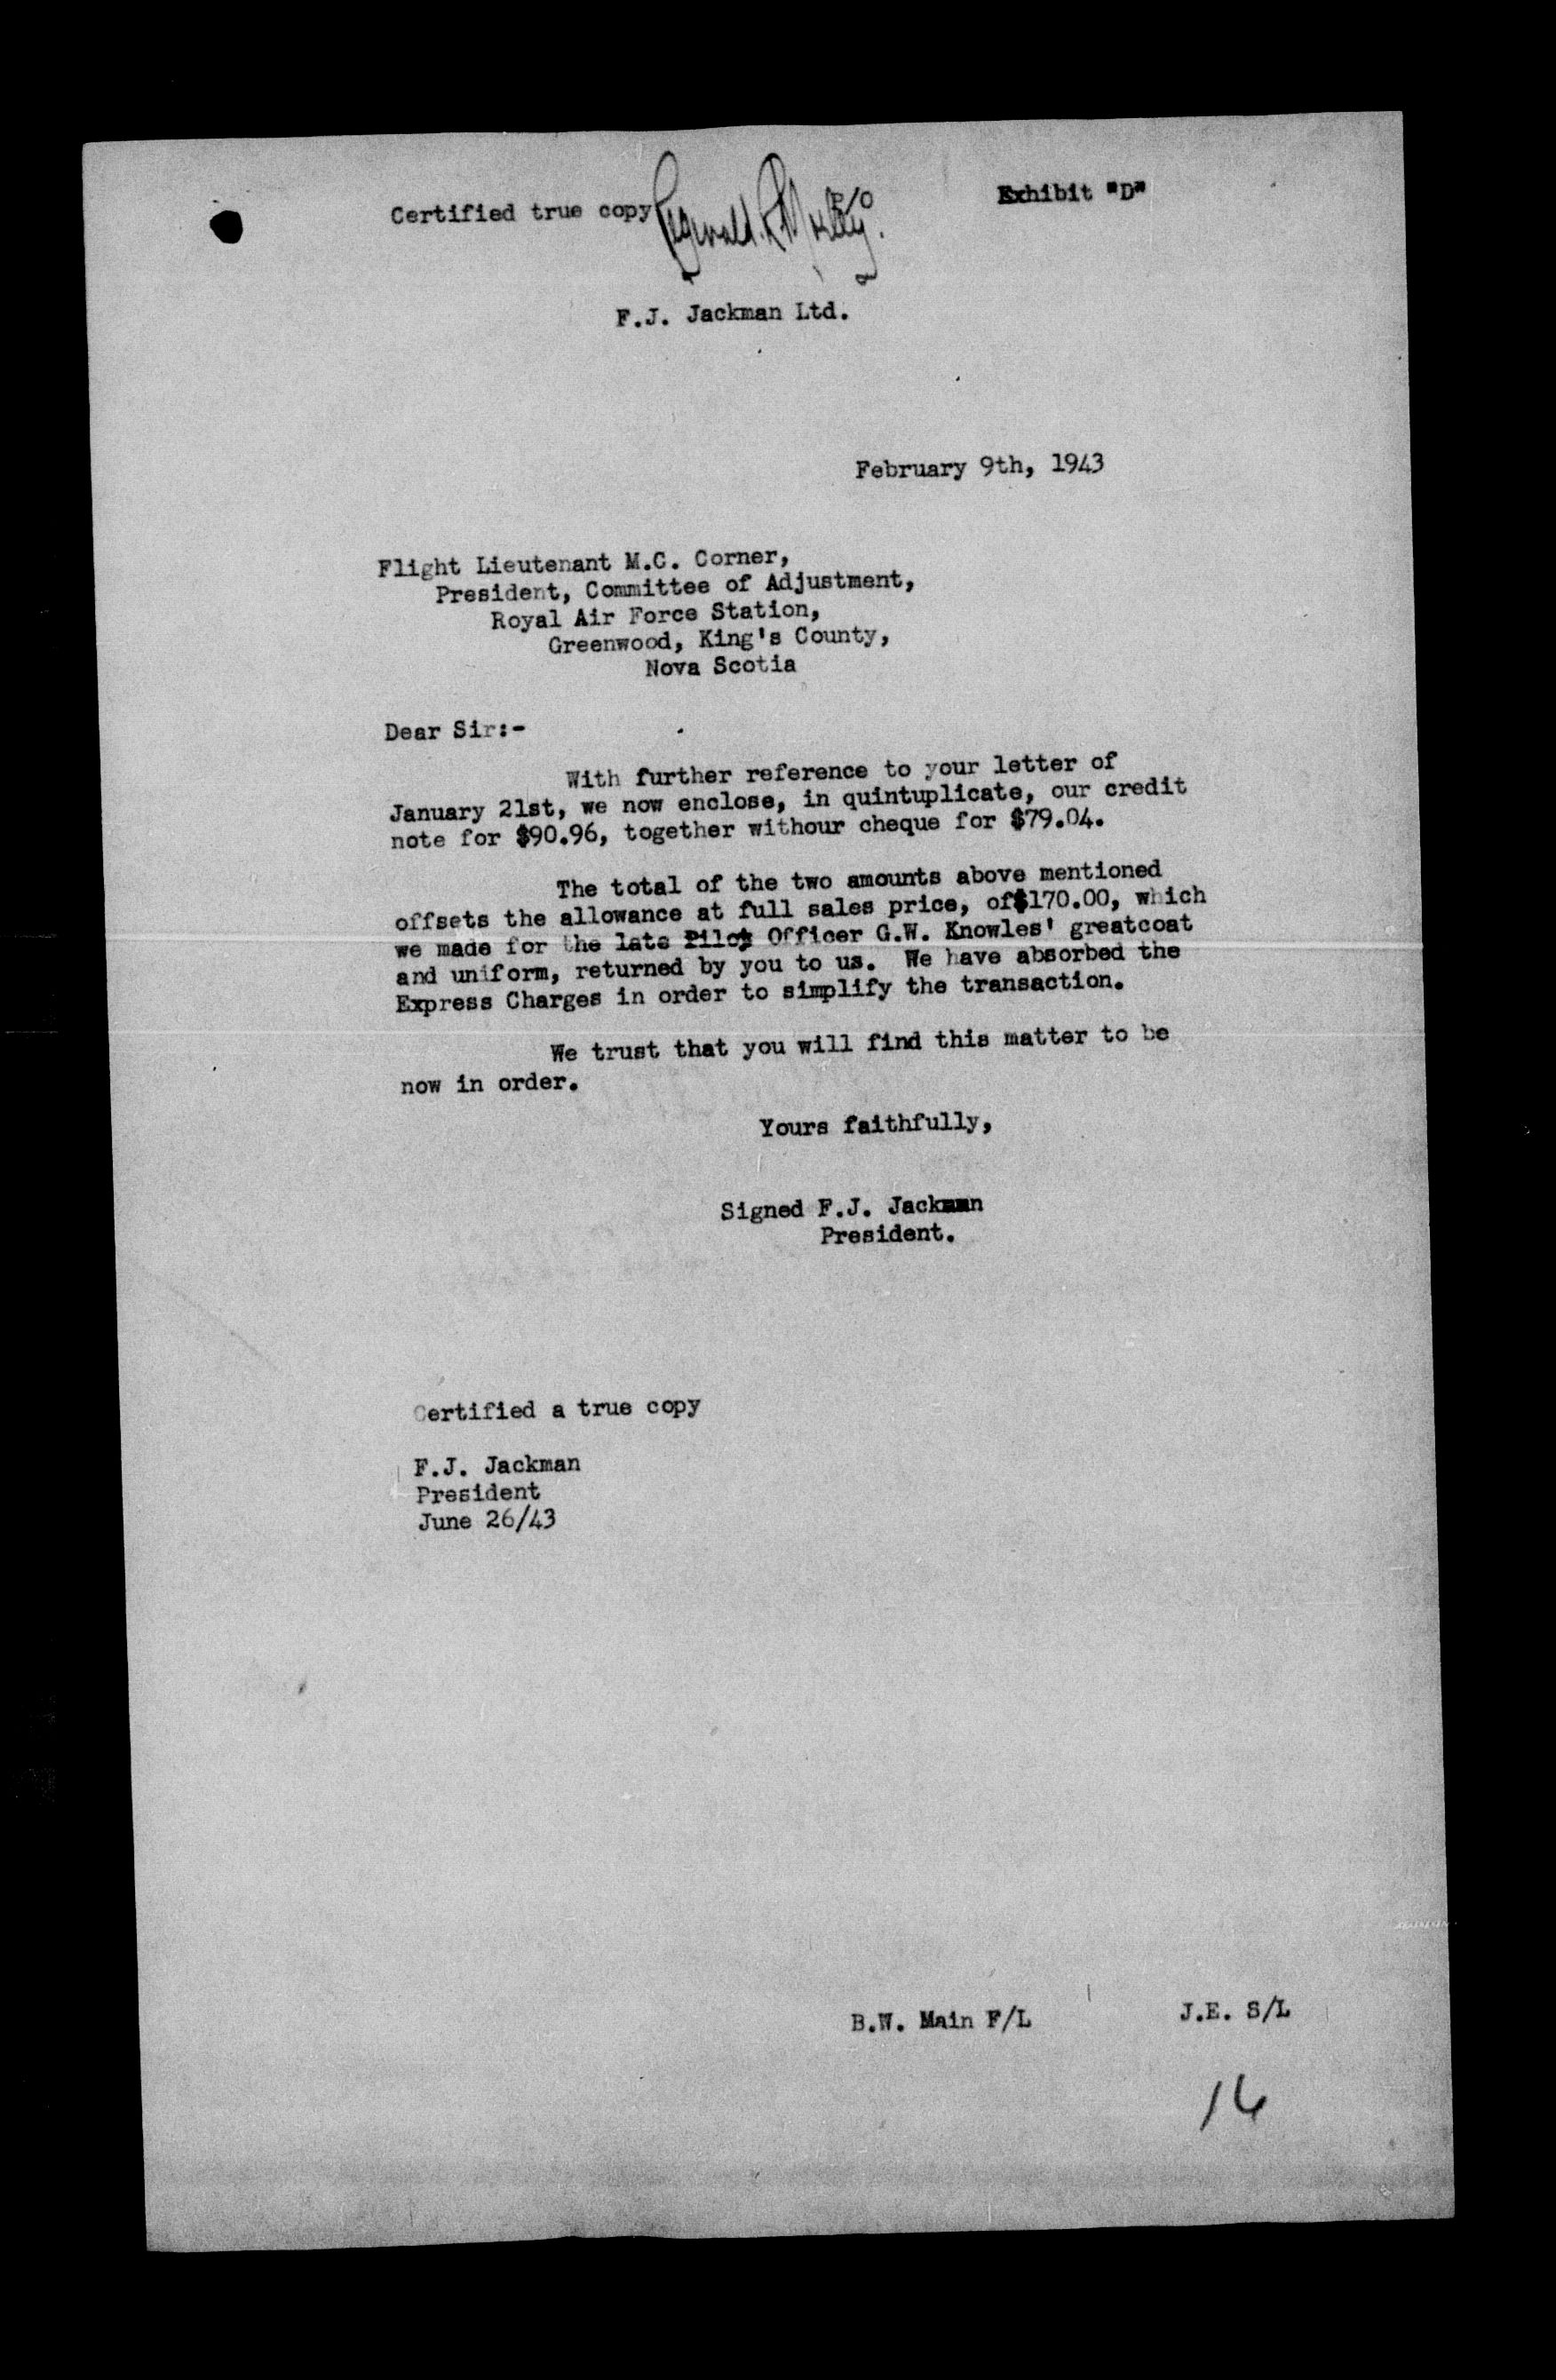 Exhibit "D"
Certified true copy P/O
F.J. Jackman Ltd.
February 9th, 1943
Flight Lieutenant M.C. Corner,
President, Committee of Adjustment,
Royal Air Force Station,
Greenwood, King's County,
Nova Scotia
Dear Sir:-
With further reference to your letter of
January 21st, we now enclose, in quintuplicate, our credit
note for $90.96, together withour cheque for $79.04.
The total of the two amounts above mentioned
offsets the allowance at full sales price, of$170.00, which
we made for the late Pilot Officer G.W. Knowles' greatcoat
and uniform, returned by you to us. We have absorbed the
Express Charges in order to simplify the transaction.
We trust that you will find this matter to be
now in order.
Yours faithfully,
Signed F.J. Jackman
President.
Certified a true copy
F.J. Jackman
President
June 26/43
B.W. Main F/L J.E. S/L
16